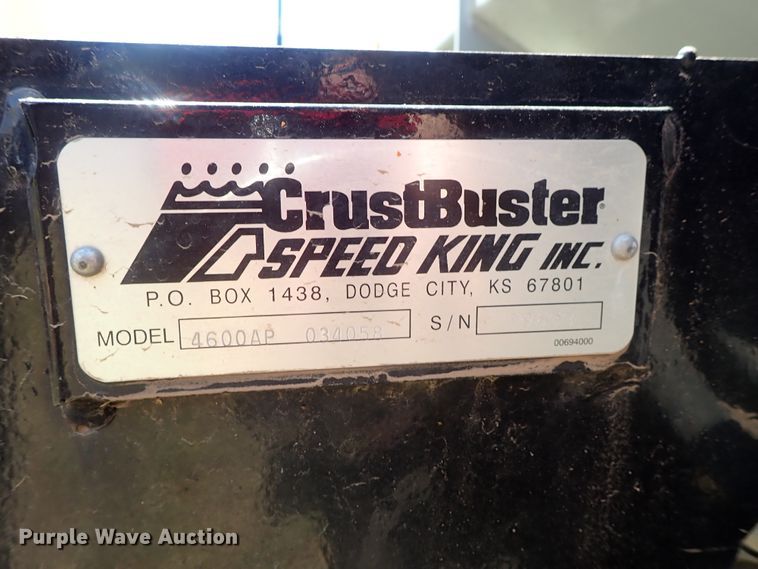 CrustBuster®
SPEED KING INC.
P.O. BOX 1438, DODGE CITY, KS 67801
MODEL 4600AP 034058 S/N
00694000
Purple Wave Auction